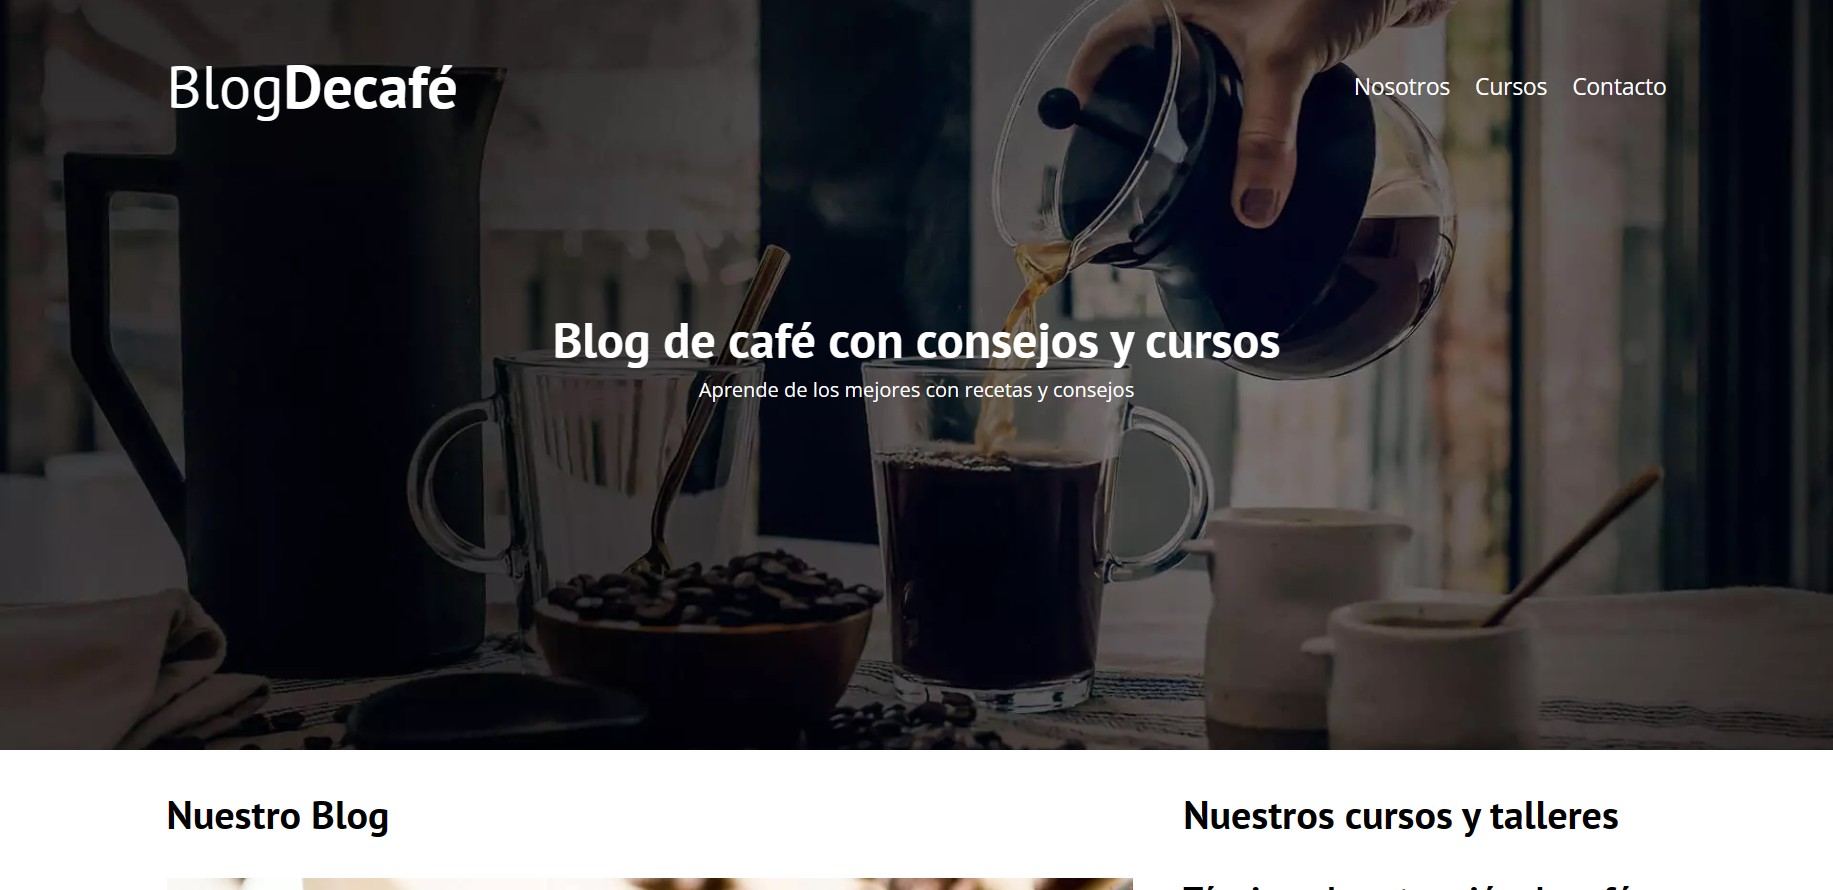 BlogDecafé
Nosotros Cursos Contacto
Blog de café con consejos y cursos
Aprende de los mejores con recetas y consejos
Nuestro Blog
Nuestros cursos y talleres